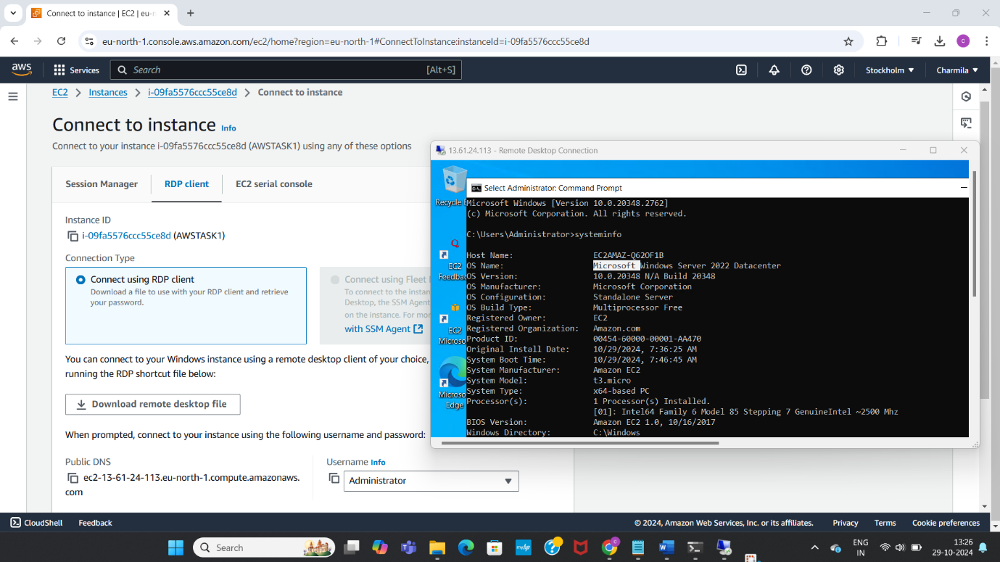 Connect to instance | EC2 | eu-n
eu-north-1.console.aws.amazon.com/ec2/home?region=eu-north-1#ConnectToInstance:instanceId=i-09fa5576ccc55ce8d
C
aws
Services
Search
[Alt+S]
Stockholm
Charmila
EC2
Instances
i-09fa5576ccc55ce8d
Connect to instance
Connect to instance Info
Connect to your instance i-09fa5576ccc55ce8d (AWSTASK1) using any of these options
Session Manager
RDP client
EC2 serial console
Instance ID
i-09fa5576ccc55ce8d (AWSTASK1)
Connection Type
Connect using RDP client
Download a file to use with your RDP client and retrieve
your password.
Connect using Fleet
To connect to the instan
Desktop, the SSM Agent
on the instance. For mor
with SSM Agent
You can connect to your Windows instance using a remote desktop client of your choice,
running the RDP shortcut file below:
Download remote desktop file
When prompted, connect to your instance using the following username and password:
Public DNS
ec2-13-61-24-113.eu-north-1.compute.amazonaws.
com
Username Info
Administrator
13.61.24.113 - Remote Desktop Connection
Recycle
EC2
Feedbac
EC2
Microso
Microso
Edge
Select Administrator: Command Prompt
Microsoft Windows [Version 10.0.20348.2762]
(c) Microsoft Corporation. All rights reserved.
C:\Users\Administrator>systeminfo
Host Name: EC2AMAZ-Q62OF1B
OS Name: Microsoft Windows Server 2022 Datacenter
OS Version: 10.0.20348 N/A Build 20348
OS Manufacturer: Microsoft Corporation
OS Configuration: Standalone Server
OS Build Type: Multiprocessor Free
Registered Owner: EC2
Registered Organization: Amazon.com
Product ID: 00454-60000-00001-AA470
Original Install Date: 10/29/2024, 7:36:25 AM
System Boot Time: 10/29/2024, 7:46:45 AM
System Manufacturer: Amazon EC2
System Model: t3.micro
System Type: x64-based PC
Processor(s): 1 Processor(s) Installed.
[01]: Intel64 Family 6 Model 85 Stepping 7 GenuineIntel ~2500 Mhz
BIOS Version: Amazon EC2 1.0, 10/16/2017
Windows Directory: C:\Windows
CloudShell
Feedback
© 2024, Amazon Web Services, Inc. or its affiliates.
Privacy
Terms
Cookie preferences
Search
myhp
ENG
IN
13:26
29-10-2024